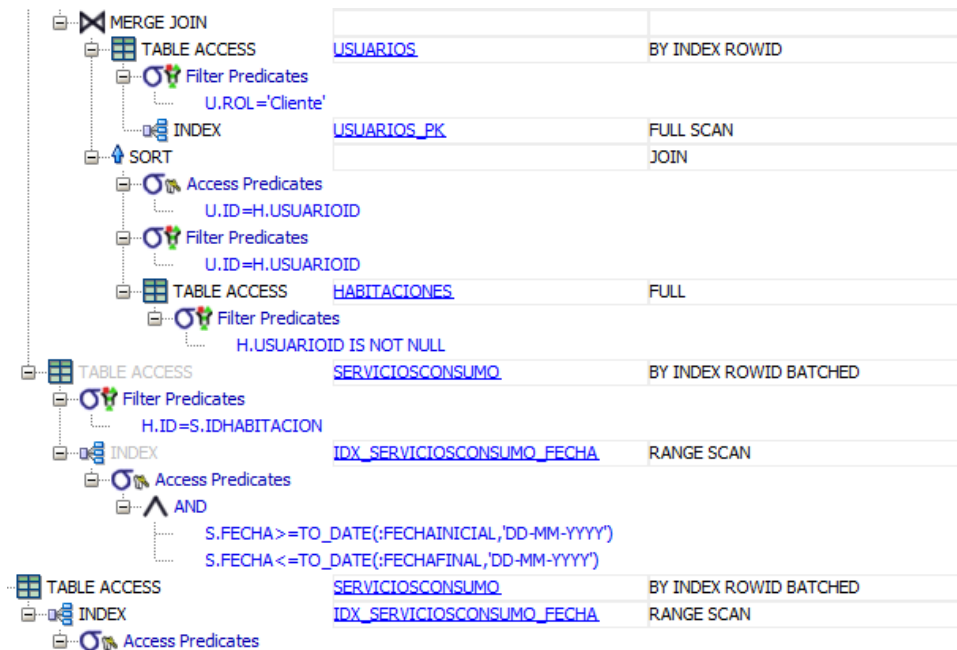 MERGE JOIN
TABLE ACCESS USUARIOS BY INDEX ROWID
Filter Predicates
U.ROL='Cliente'
INDEX USUARIOS_PK FULL SCAN
SORT JOIN
Access Predicates
U.ID=H.USUARIOID
Filter Predicates
U.ID=H.USUARIOID
TABLE ACCESS HABITACIONES FULL
Filter Predicates
H.USUARIOID IS NOT NULL
TABLE ACCESS SERVICIOSCONSUMO BY INDEX ROWID BATCHED
Filter Predicates
H.ID=S.IDHABITACION
INDEX IDX_SERVICIOSCONSUMO_FECHA RANGE SCAN
Access Predicates
AND
S.FECHA>=TO_DATE(:FECHAINICIAL,'DD-MM-YYYY')
S.FECHA<=TO_DATE(:FECHAFINAL,'DD-MM-YYYY')
TABLE ACCESS SERVICIOSCONSUMO BY INDEX ROWID BATCHED
INDEX IDX_SERVICIOSCONSUMO_FECHA RANGE SCAN
Access Predicates